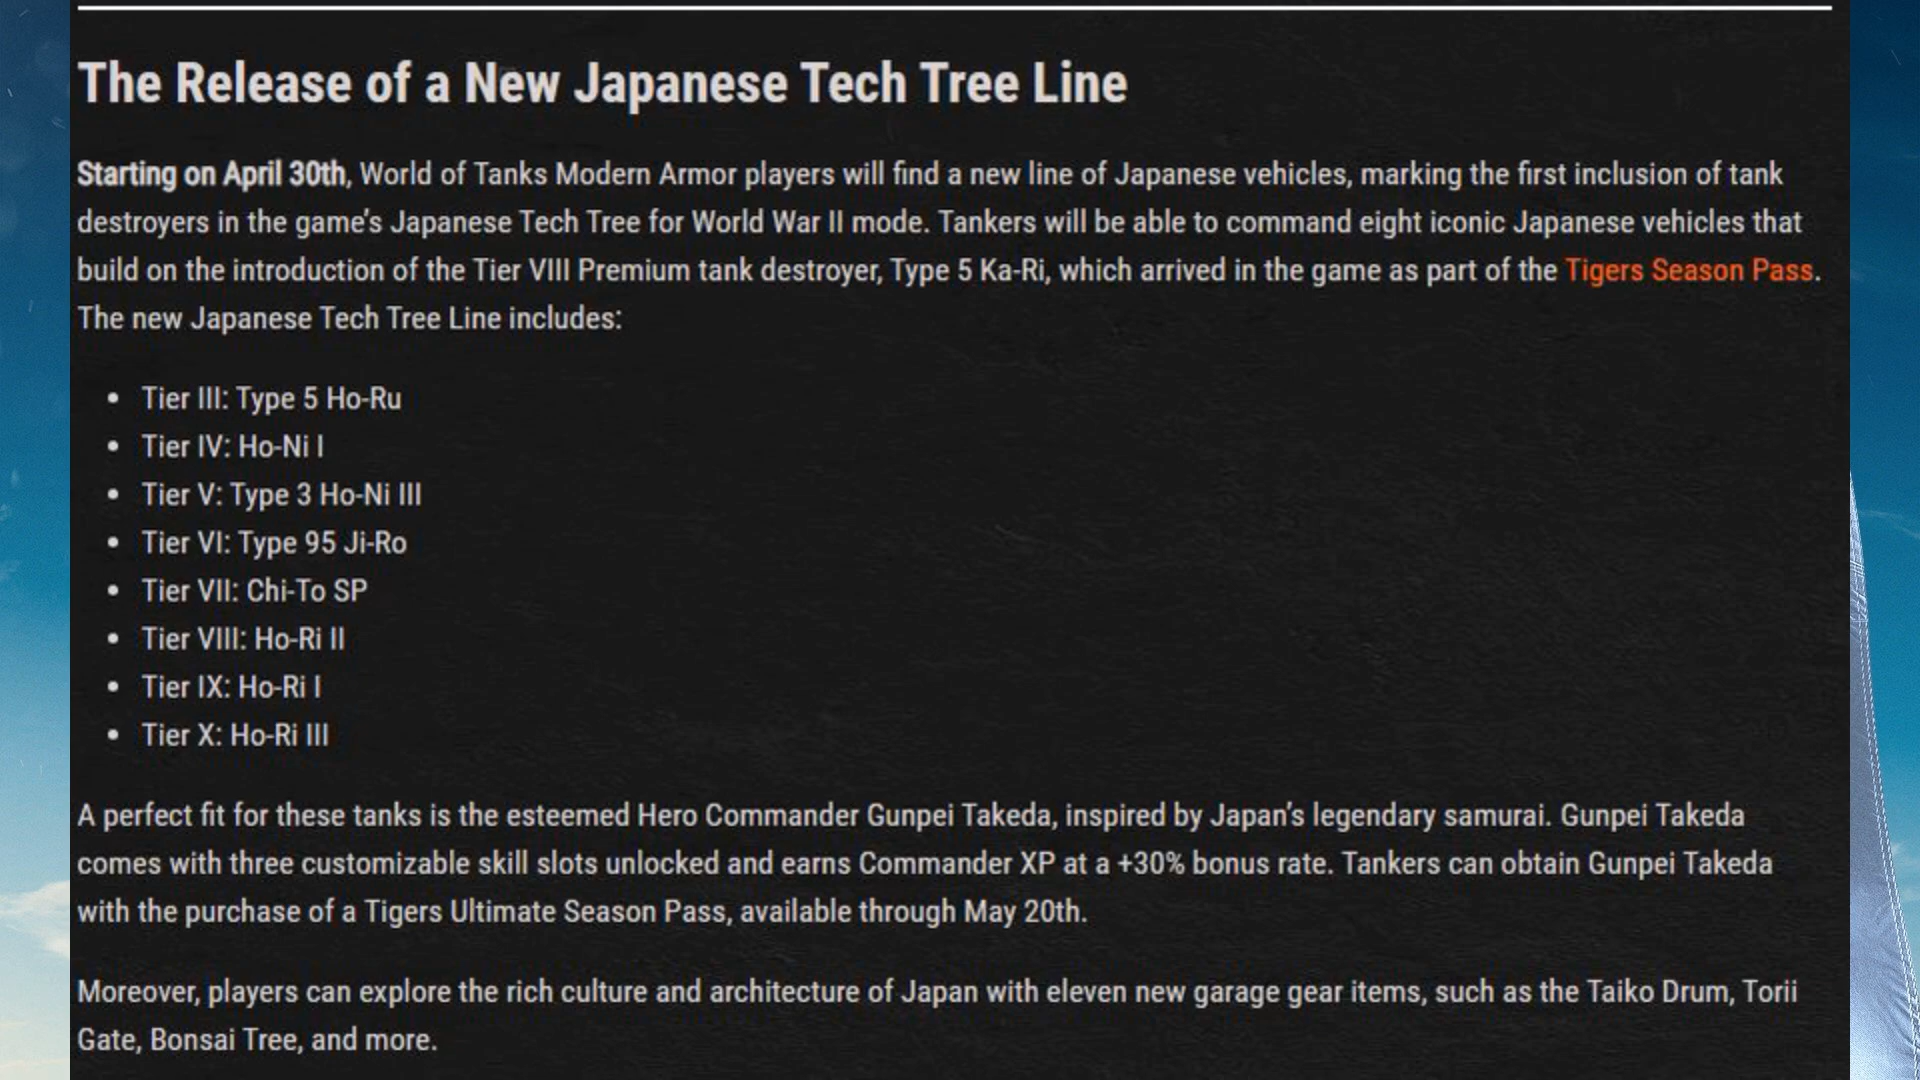 The Release of a New Japanese Tech Tree Line
Starting on April 30th, World of Tanks Modern Armor players will find a new line of Japanese vehicles, marking the first inclusion of tank
destroyers in the game's Japanese Tech Tree for World War II mode. Tankers will be able to command eight iconic Japanese vehicles that
build on the introduction of the Tier VIII Premium tank destroyer, Type 5 Ka-Ri, which arrived in the game as part of the Tigers Season Pass.
The new Japanese Tech Tree Line includes:
• Tier III: Type 5 Ho-Ru
• Tier IV: Ho-Ni I
• Tier V: Type 3 Ho-Ni III
• Tier VI: Type 95 Ji-Ro
• Tier VII: Chi-To SP
• Tier VIII: Ho-Ri II
• Tier IX: Ho-Ri I
• Tier X: Ho-Ri III
A perfect fit for these tanks is the esteemed Hero Commander Gunpei Takeda, inspired by Japan's legendary samurai. Gunpei Takeda
comes with three customizable skill slots unlocked and earns Commander XP at a +30% bonus rate. Tankers can obtain Gunpei Takeda
with the purchase of a Tigers Ultimate Season Pass, available through May 20th.
Moreover, players can explore the rich culture and architecture of Japan with eleven new garage gear items, such as the Taiko Drum, Torii
Gate, Bonsai Tree, and more.